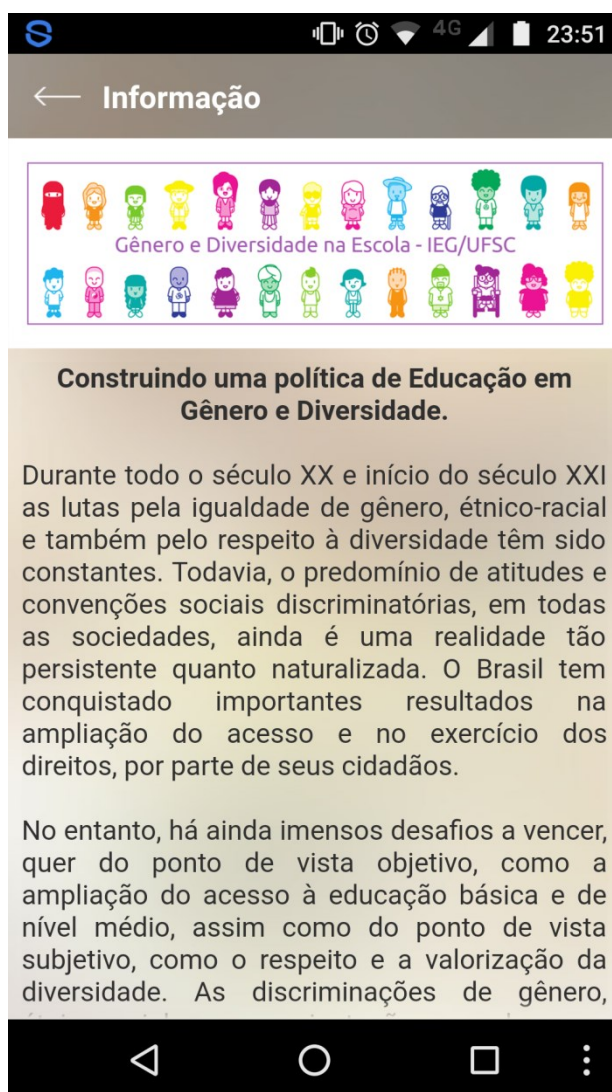 4G 23:51
Informação
Gênero e Diversidade na Escola - IEG/UFSC
Construindo uma política de Educação em
Gênero e Diversidade.
Durante todo o século XX e início do século XXI
as lutas pela igualdade de gênero, étnico-racial
e também pelo respeito à diversidade têm sido
constantes. Todavia, o predomínio de atitudes e
convenções sociais discriminatórias, em todas
as sociedades, ainda é uma realidade tão
persistente quanto naturalizada. O Brasil tem
conquistado importantes resultados na
ampliação do acesso e no exercício dos
direitos, por parte de seus cidadãos.
No entanto, há ainda imensos desafios a vencer,
quer do ponto de vista objetivo, como a
ampliação do acesso à educação básica e de
nível médio, assim como do ponto de vista
subjetivo, como o respeito e a valorização da
diversidade. As discriminações de gênero,